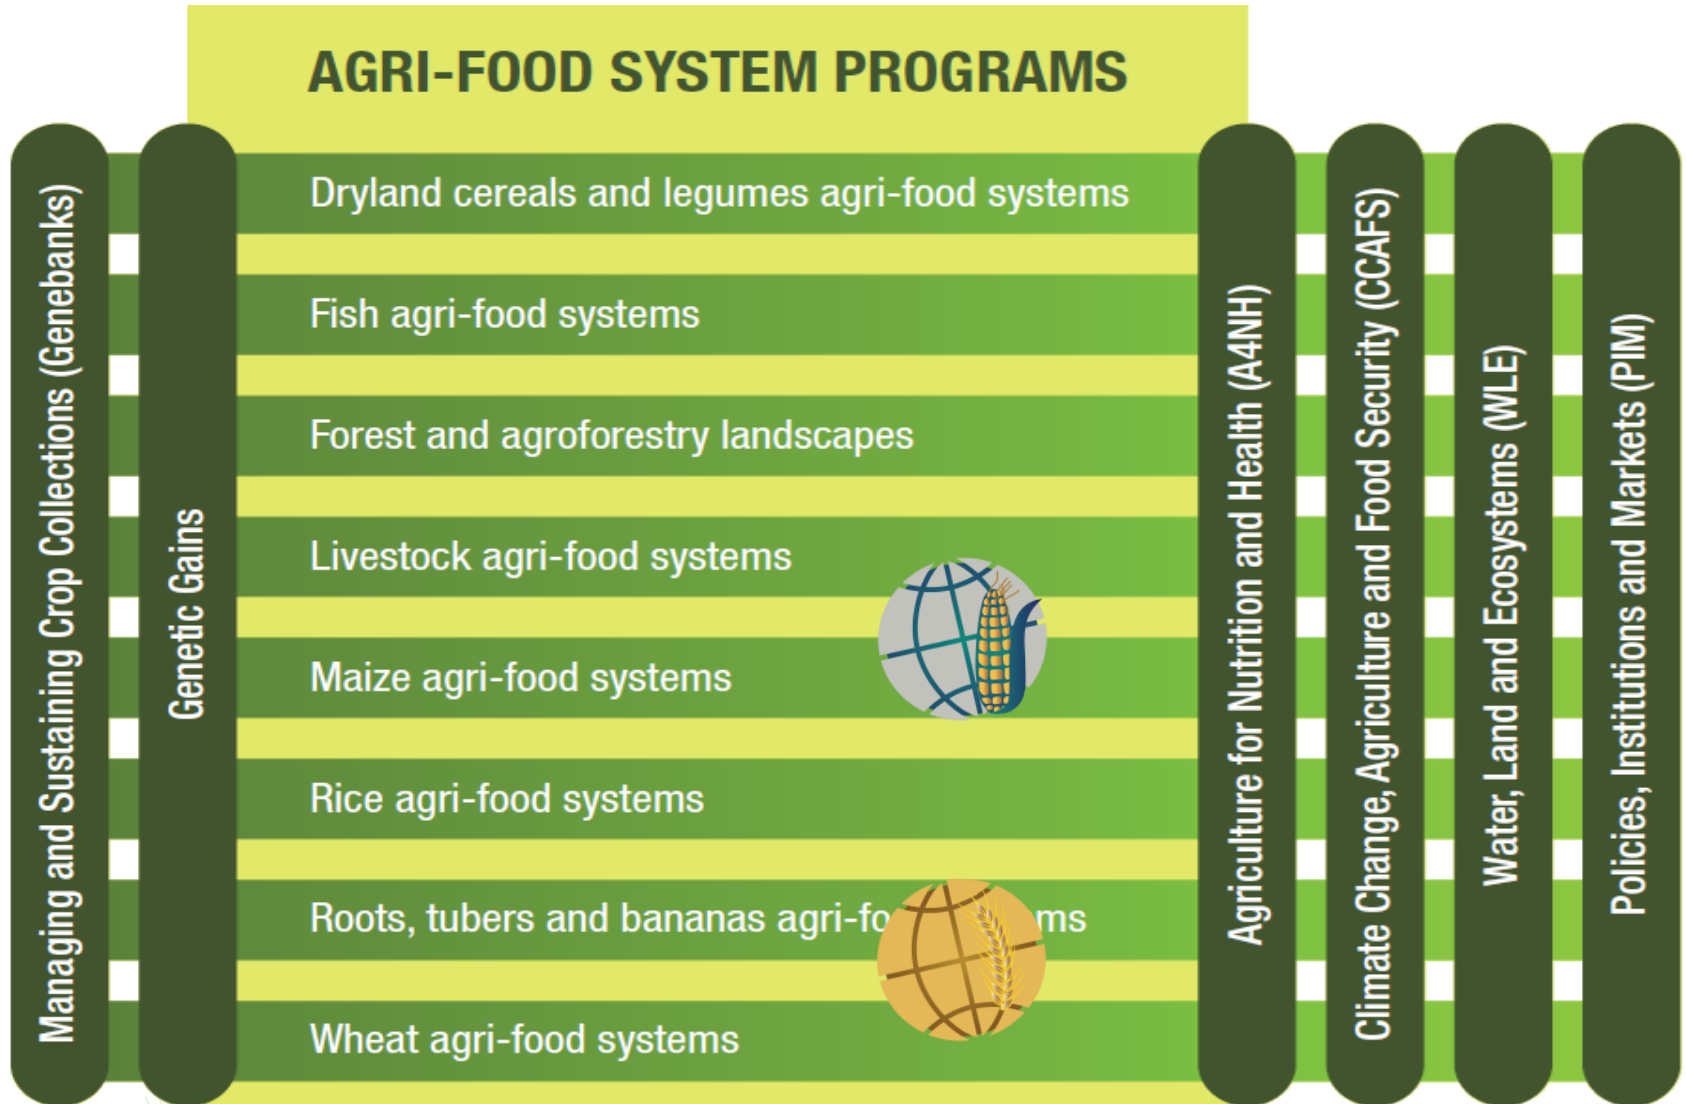 AGRI-FOOD SYSTEM PROGRAMS
Managing and Sustaining Crop Collections (Genebanks)
Genetic Gains
Dryland cereals and legumes agri-food systems
Fish agri-food systems
Forest and agroforestry landscapes
Livestock agri-food systems
Maize agri-food systems
Rice agri-food systems
Roots, tubers and bananas
Wheat agri-food systems
Agriculture for Nutrition and Health (A4NH)
Climate Change, Agriculture and Food Security (CCAFS)
Water, Land and Ecosystems (WLE)
Policies, Institutions and Markets (PIM)